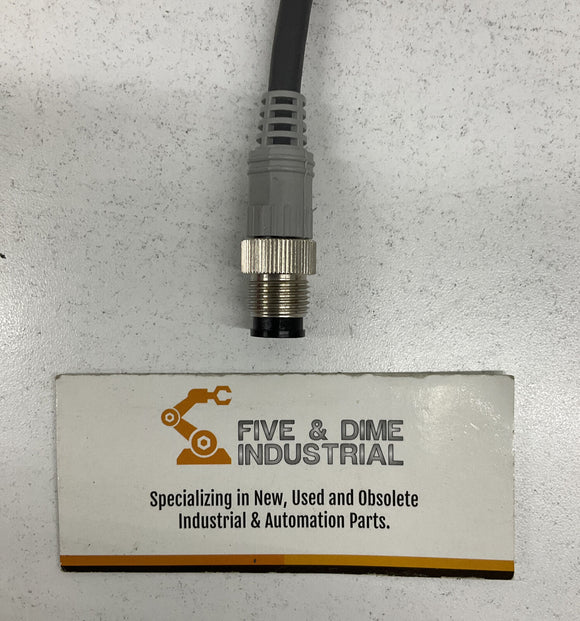 FIVE & DIME
INDUSTRIAL
Specializing in New, Used and Obsolete
Industrial & Automation Parts.